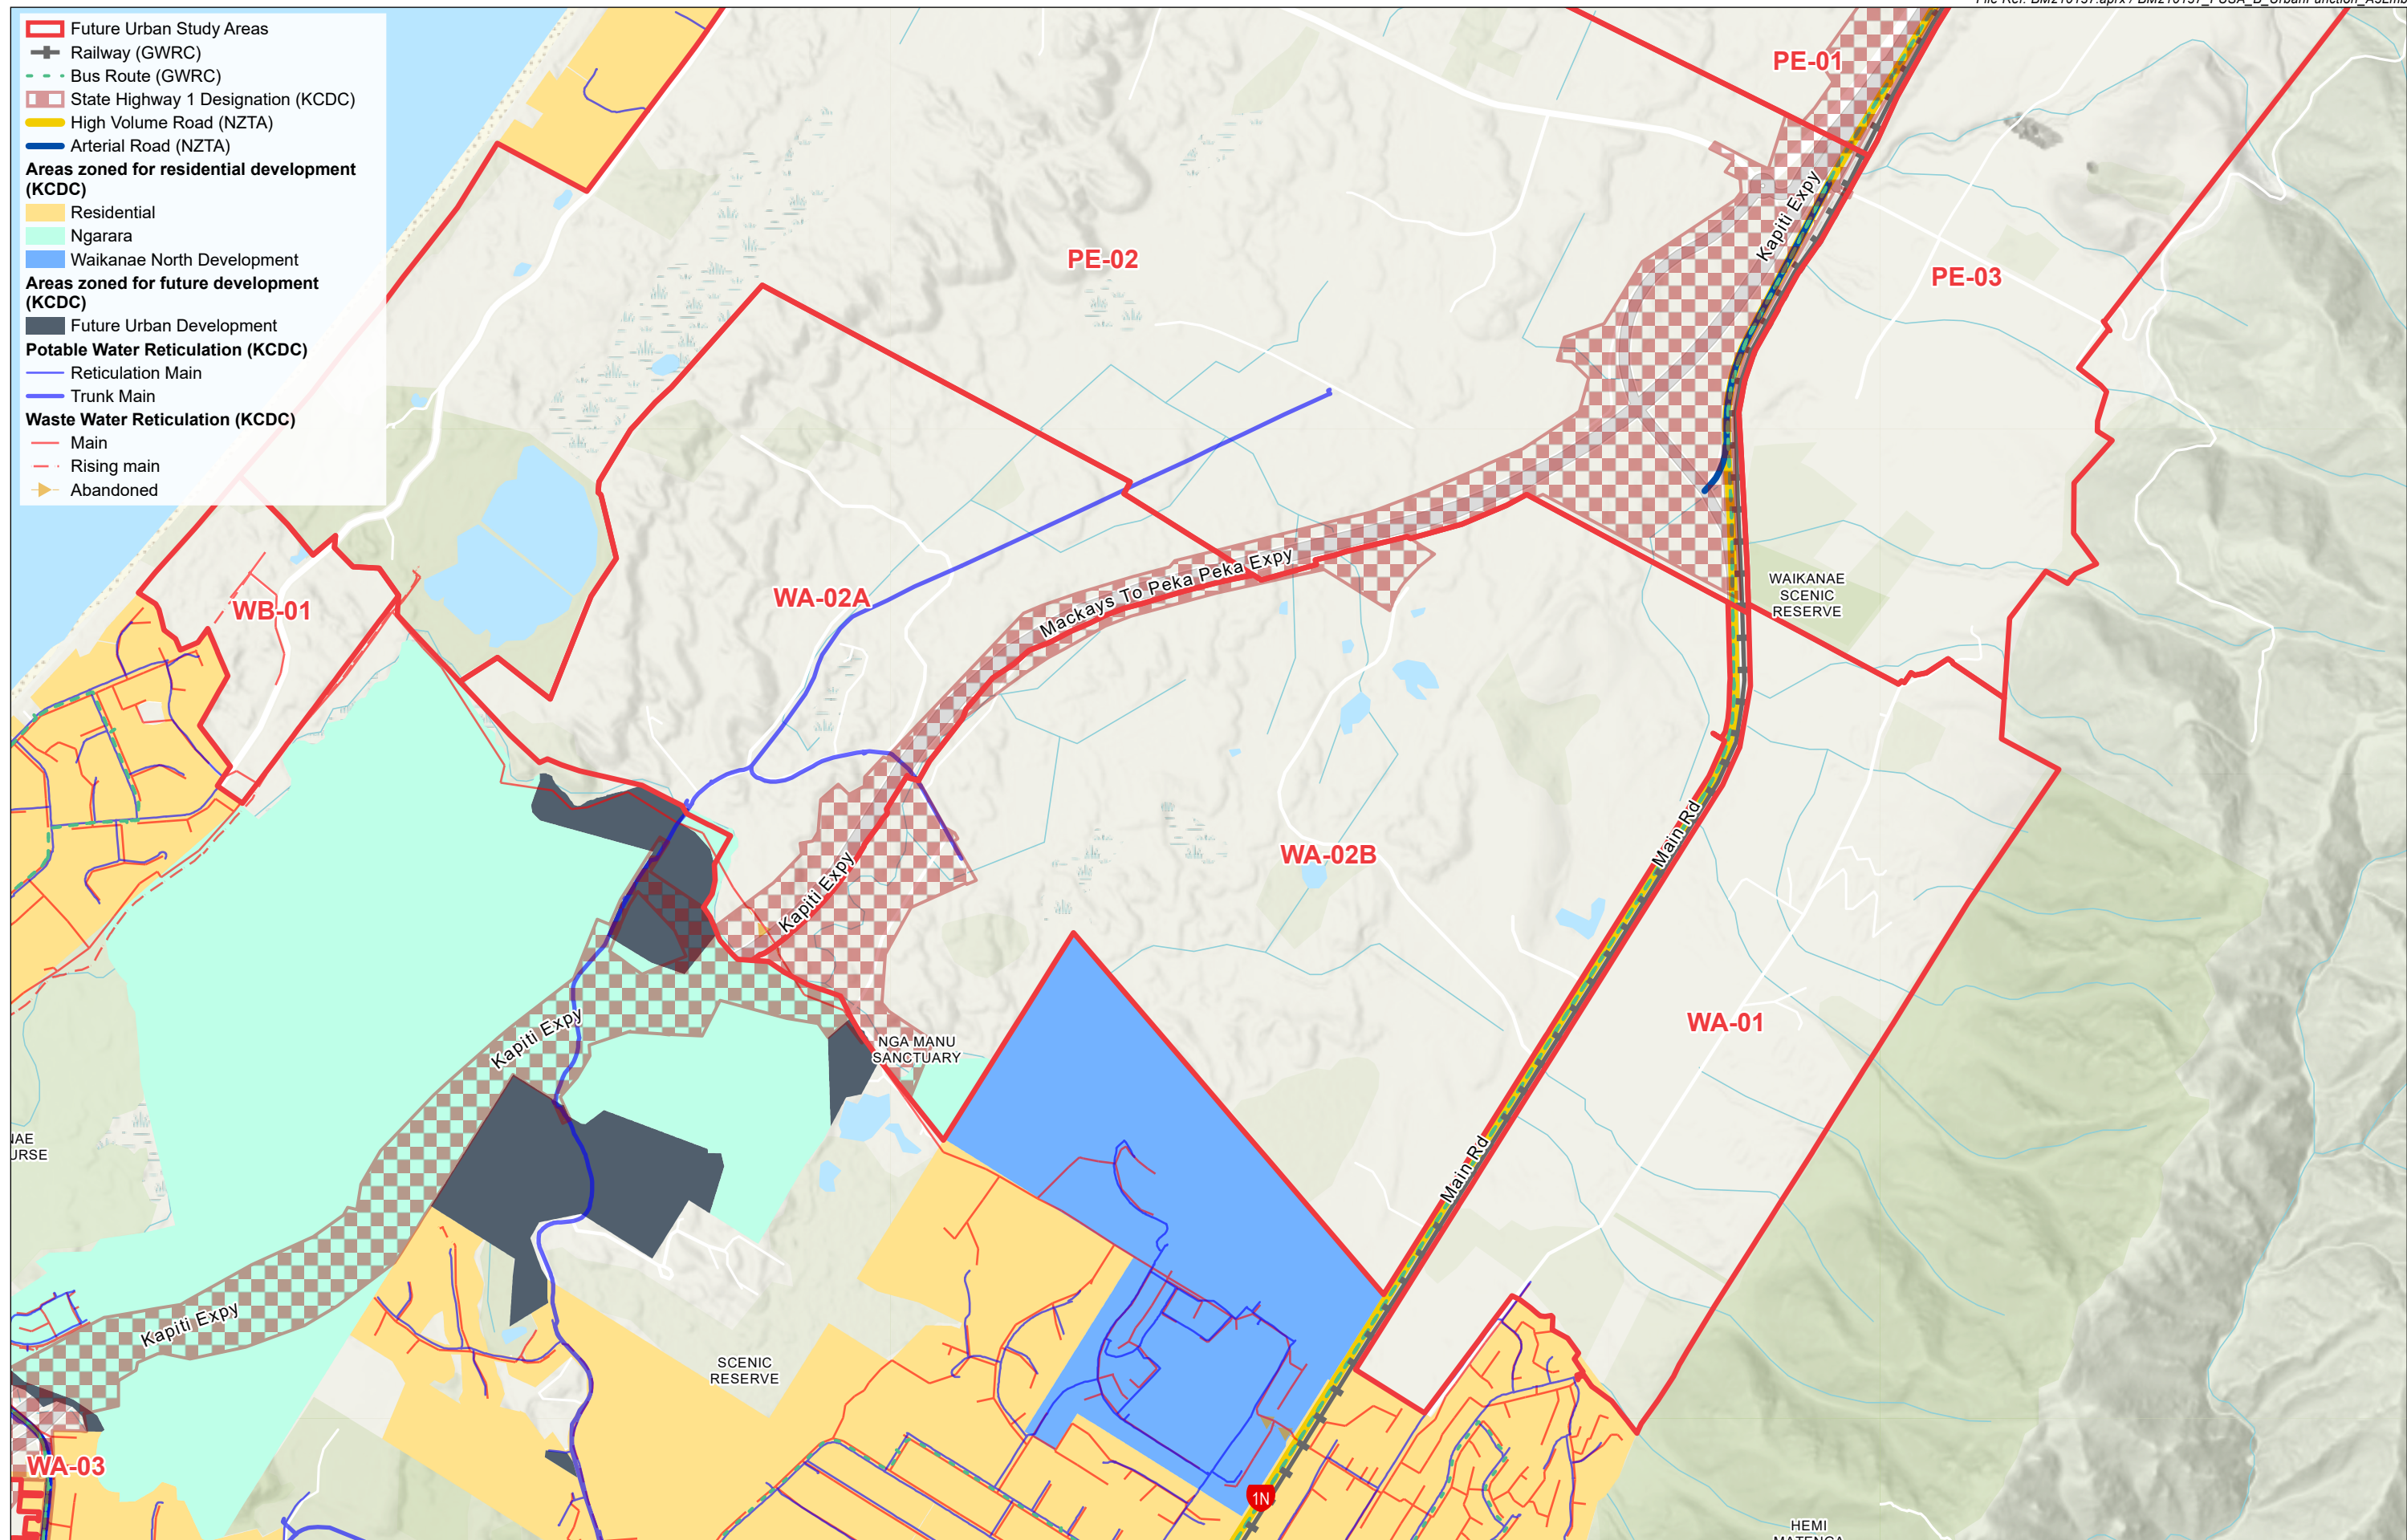 Future Urban Study Areas
Railway (GWRC)
Bus Route (GWRC)
State Highway 1 Designation (KCDC)
High Volume Road (NZTA)
Arterial Road (NZTA)
Areas zoned for residential development
(KCDC)
Residential
Ngarara
Waikanae North Development
Areas zoned for future development
(KCDC)
Future Urban Development
Potable Water Reticulation (KCDC)
Reticulation Main
Trunk Main
Waste Water Reticulation (KCDC)
Main
Rising main
Abandoned
PE-01
Kapiti Expy
PE-02
PE-03
WAIKANAE
SCENIC
RESERVE
WB-01
WA-02A
Mackays To Peka Peka Expy
WA-02B
Main Rd
Kapiti Expy
WA-01
NGA MANU
SANCTUARY
Kapiti Expy
Main Rd
Kapiti Expy
SCENIC
RESERVE
WA-03
1N
HEMI